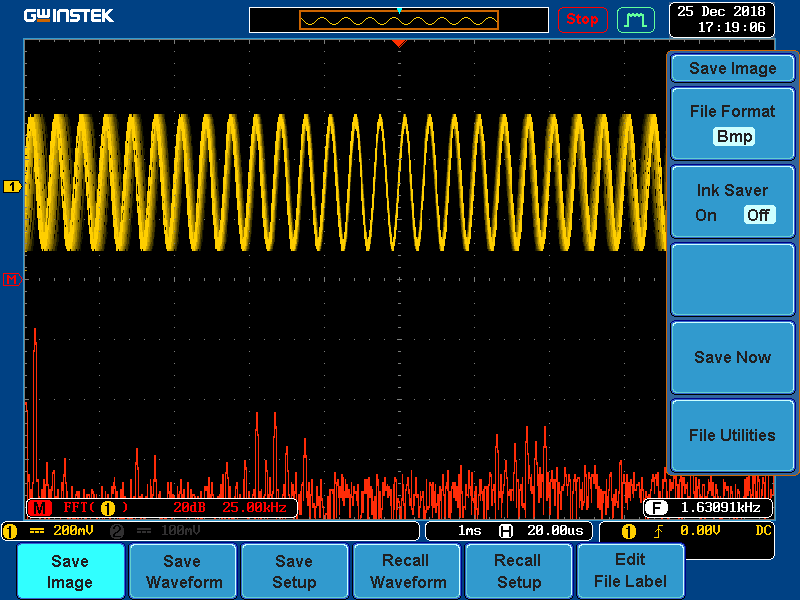 GWINSTEK
Stop
25 Dec 2018
17:19:06
Save Image
File Format
Bmp
Ink Saver
On Off
Save Now
File Utilities
1
M
M FFT( 1 ) 20dB 25.00kHz
F 1.63091kHz
1 200mV 2 100mV
1ms H 20.00us
1 0.00V DC
Save
Image
Save
Waveform
Save
Setup
Recall
Waveform
Recall
Setup
Edit
File Label